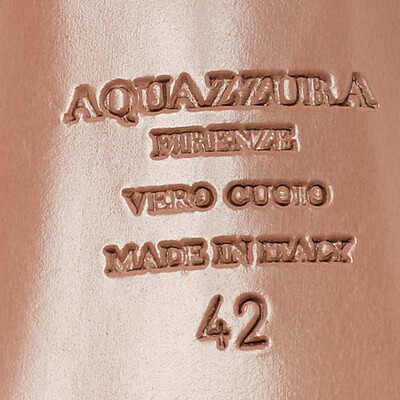 AQUAZZURA
FIRENZE
VERO CUOIO
MADE IN ITALY
42